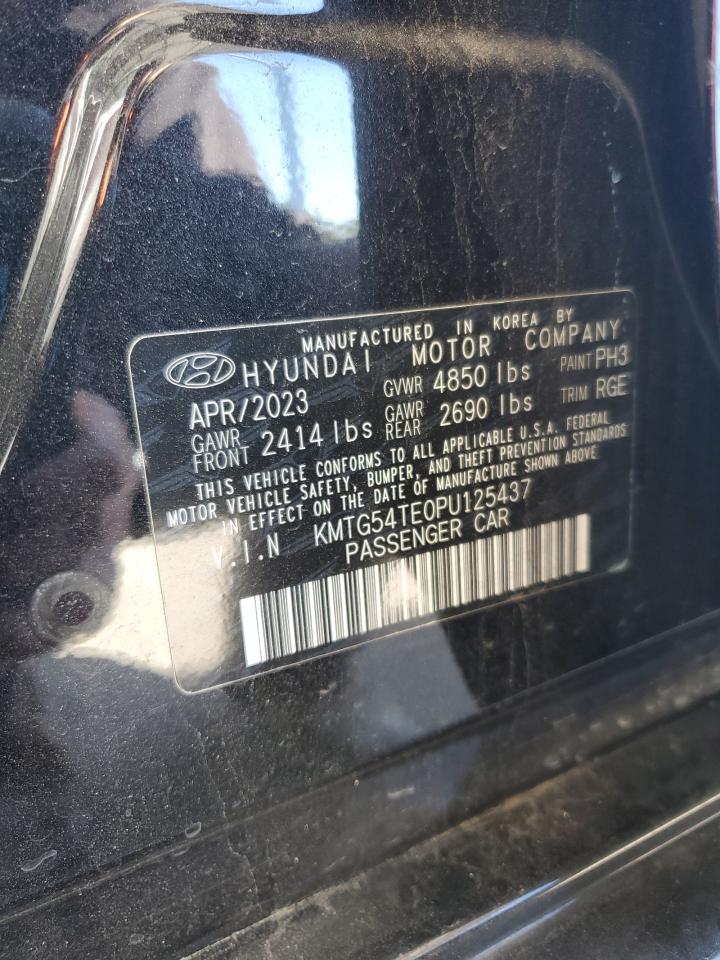 MANUFACTURED IN KOREA BY
HYUNDAI MOTOR COMPANY
APR/2023 GVWR 4850 lbs PAINT PH3
GAWR FRONT 2414 lbs GAWR REAR 2690 lbs TRIM RGE
THIS VEHICLE CONFORMS TO ALL APPLICABLE U.S.A. FEDERAL
MOTOR VEHICLE SAFETY, BUMPER, AND THEFT PREVENTION STANDARDS
IN EFFECT ON THE DATE OF MANUFACTURE SHOWN ABOVE
V.I.N KMTG54TE0PU125437
PASSENGER CAR